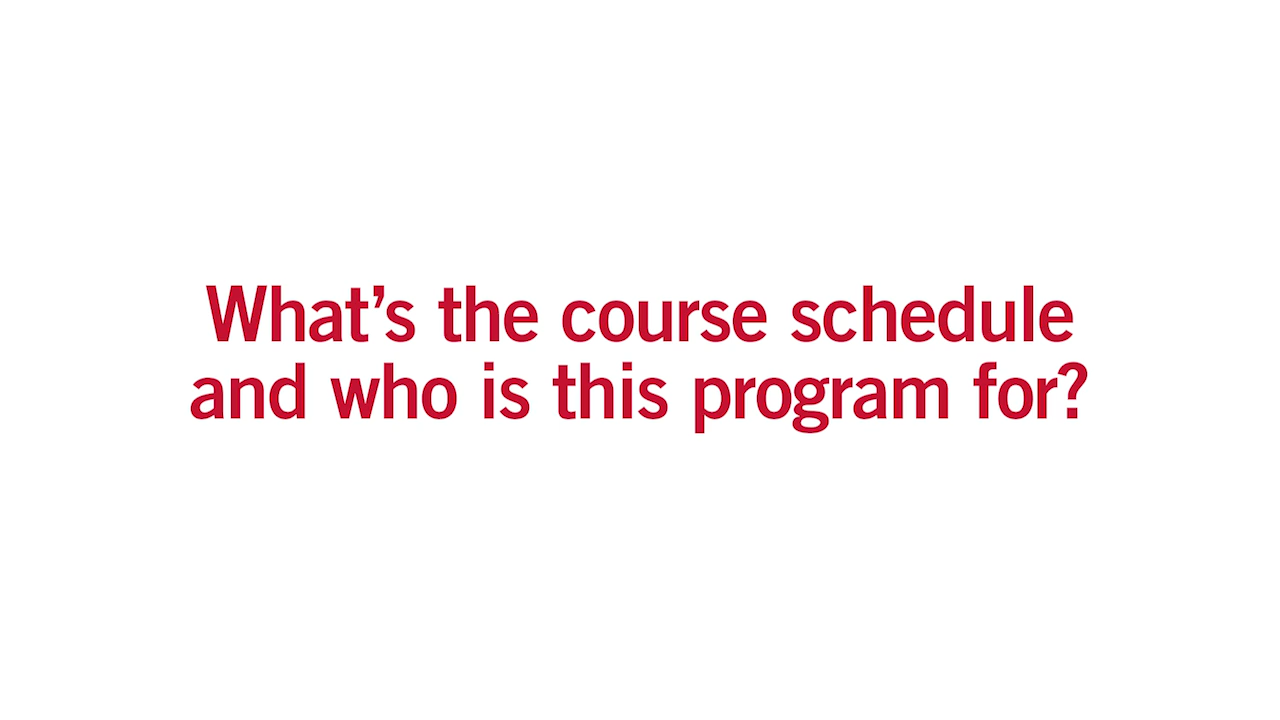 What’s the course schedule
and who is this program for?